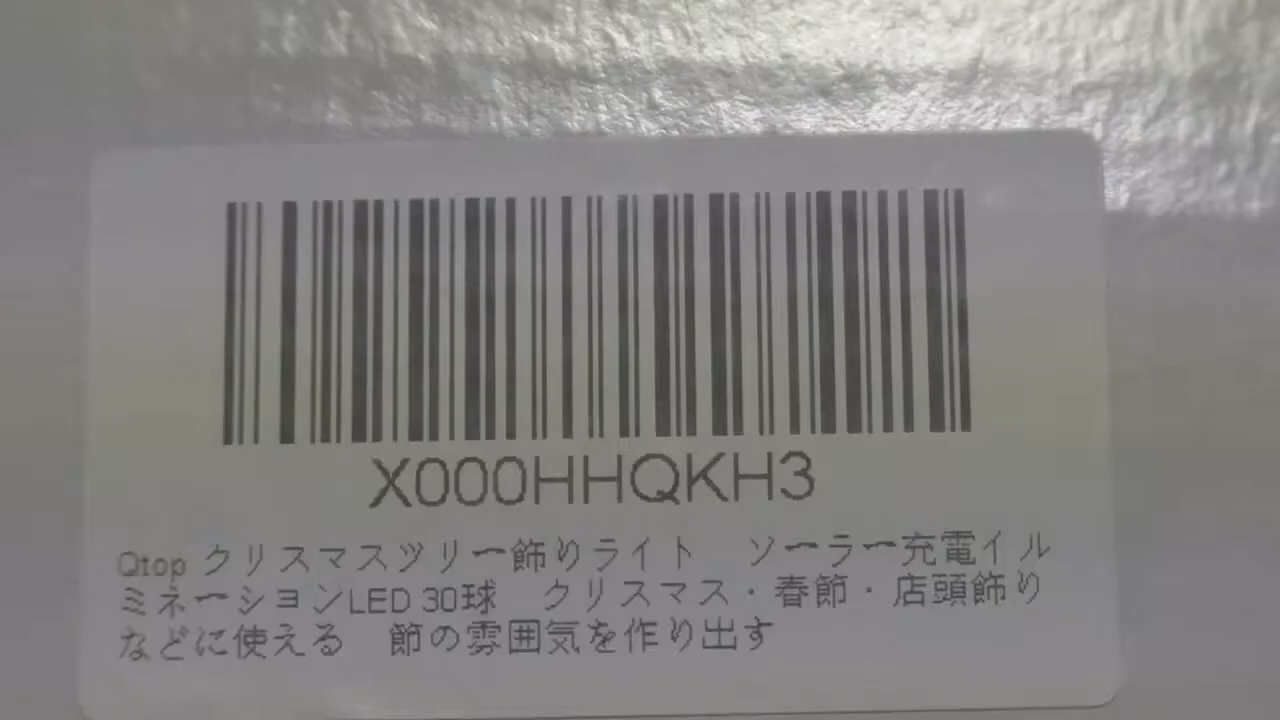 X000HHQKH3
Qtop クリスマスツリー飾りライト　ソーラー充電イル
ミネーションLED 30球　クリスマス・春節・店頭飾り
などに使える　節の雰囲気を作り出す